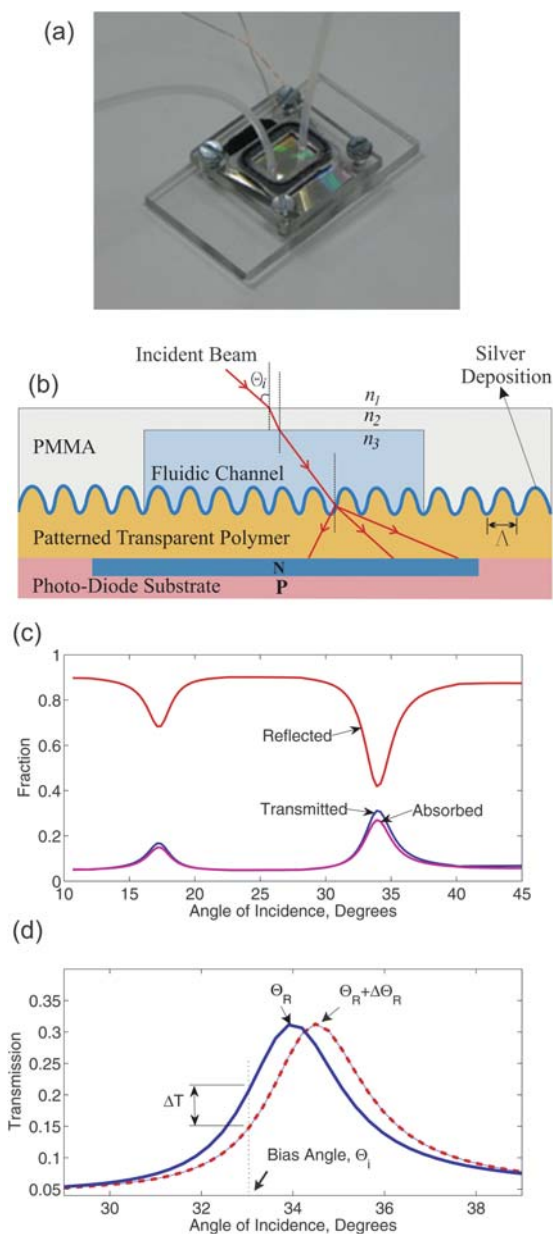 (a)
(b)
Incident Beam
Θi
Silver
Deposition
n1
n2
n3
PMMA
Fluidic Channel
Patterned Transparent Polymer
Λ
N
Photo-Diode Substrate
P
(c)
1
0.8
0.6
0.4
0.2
0
Fraction
Reflected
Transmitted
Absorbed
10 15 20 25 30 35 40 45
Angle of Incidence, Degrees
(d)
0.35
0.3
0.25
0.2
0.15
0.1
0.05
Transmission
ΘR
ΘR+ΔΘR
ΔT
Bias Angle, Θi
30 32 34 36 38
Angle of Incidence, Degrees